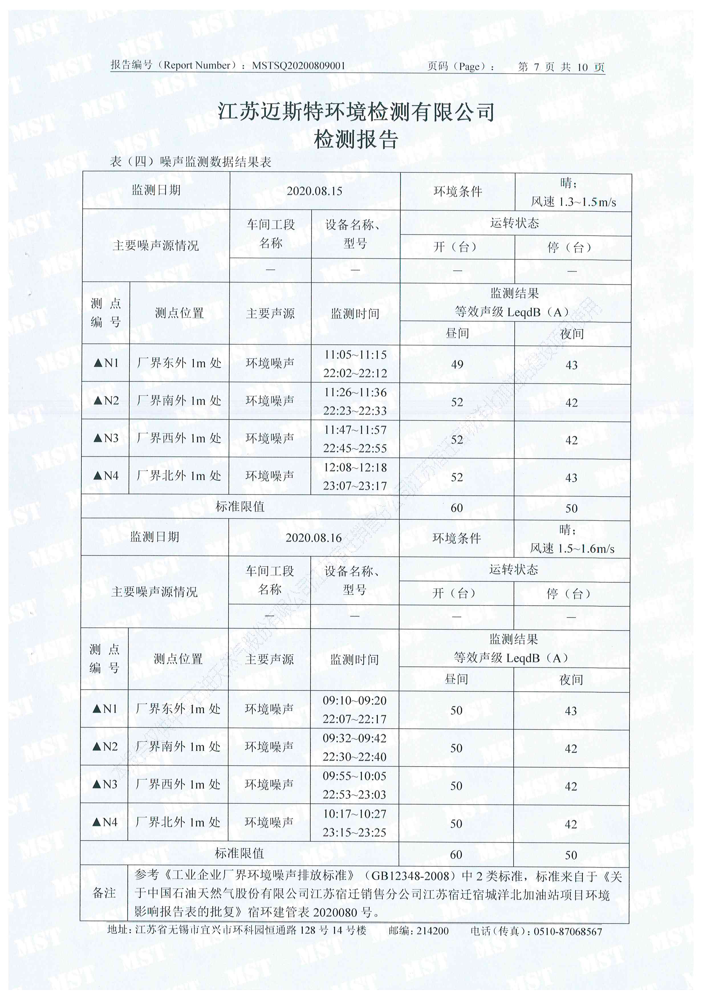 报告编号（Report Number）：MSTSQ20200809001 页码（Page）： 第 7 页 共 10 页
江苏迈斯特环境检测有限公司
检测报告
表（四）噪声监测数据结果表
监测日期 2020.08.15 环境条件 晴；
风速 1.3~1.5m/s
主要噪声源情况 车间工段 设备名称、 运转状态
名称 型号 开（台） 停（台）
— — — —
测 点 测点位置 主要声源 监测时间 监测结果
编 号 等效声级 LeqdB（A）
昼间 夜间
▲N1 厂界东外 1m 处 环境噪声 11:05~11:15 49 43
22:02~22:12
▲N2 厂界南外 1m 处 环境噪声 11:26~11:36 52 42
22:23~22:33
▲N3 厂界西外 1m 处 环境噪声 11:47~11:57 52 42
22:45~22:55
▲N4 厂界北外 1m 处 环境噪声 12:08~12:18 52 43
23:07~23:17
标准限值 60 50
监测日期 2020.08.16 环境条件 晴；
风速 1.5~1.6m/s
主要噪声源情况 车间工段 设备名称、 运转状态
名称 型号 开（台） 停（台）
— — — —
测 点 测点位置 主要声源 监测时间 监测结果
编 号 等效声级 LeqdB（A）
昼间 夜间
▲N1 厂界东外 1m 处 环境噪声 09:10~09:20 50 43
22:07~22:17
▲N2 厂界南外 1m 处 环境噪声 09:32~09:42 50 42
22:30~22:40
▲N3 厂界西外 1m 处 环境噪声 09:55~10:05 50 42
22:53~23:03
▲N4 厂界北外 1m 处 环境噪声 10:17~10:27 50 42
23:15~23:25
标准限值 60 50
备注 参考《工业企业厂界环境噪声排放标准》（GB12348-2008）中 2 类标准，标准来自于《关
于中国石油天然气股份有限公司江苏宿迁销售分公司江苏宿迁宿城洋北加油站项目环境
影响报告表的批复》宿环建管表 2020080 号。
地址：江苏省无锡市宜兴市环科园恒通路 128 号 14 号楼 邮编：214200 电话（传真）：0510-87068567
MST